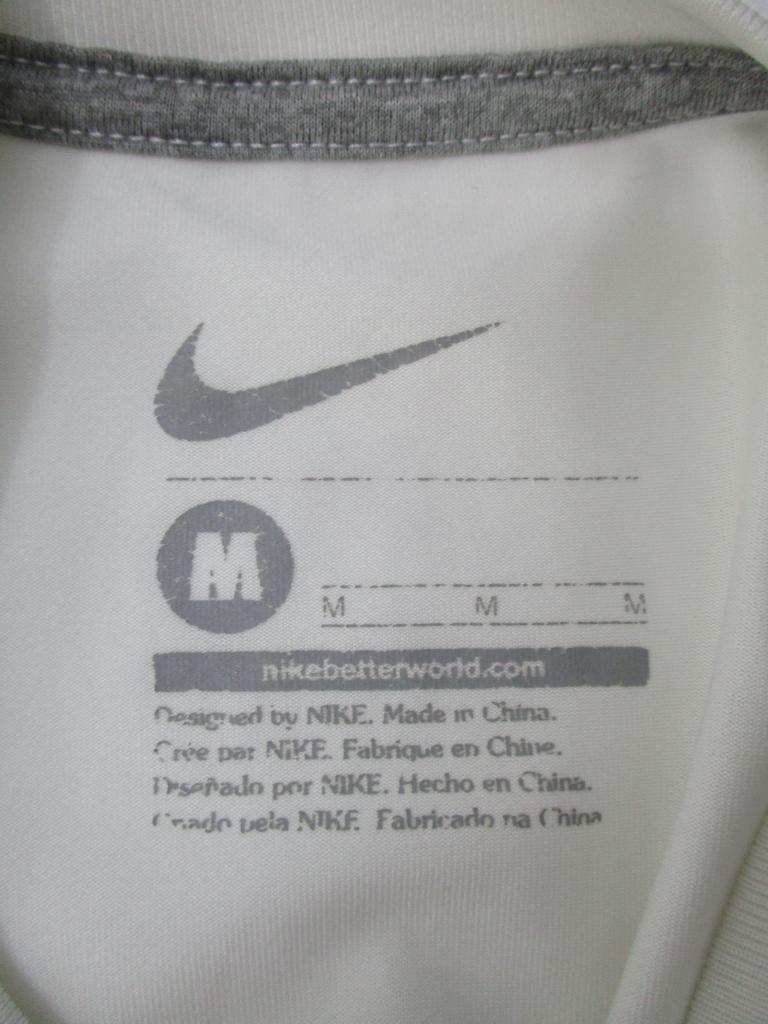 M
M M M
nikebetterworld.com
Designed by NIKE. Made in China.
Crée par NIKE. Fabrique en Chine.
Diseñado por NIKE. Hecho en China.
Criado pela NIKE. Fabricado na China